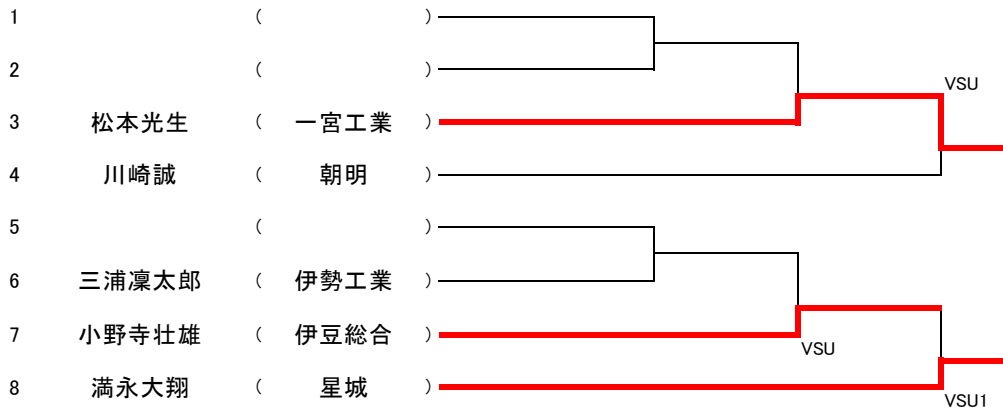 1 ( )
2 ( )
VSU
3 松本光生 ( 一宮工業 )
4 川崎誠 ( 朝明 )
5 ( )
6 三浦凜太郎 ( 伊勢工業 )
7 小野寺壮雄 ( 伊豆総合 )
VSU
8 満永大翔 ( 星城 )
VSU1